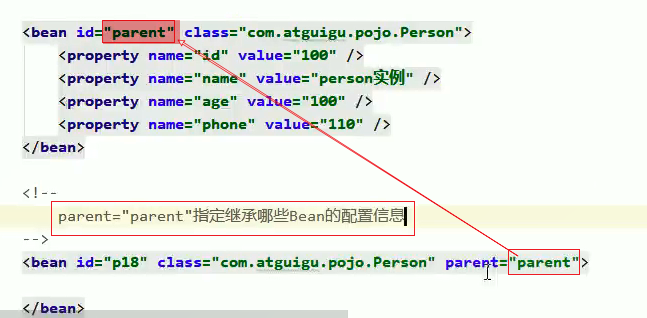 <bean id="parent" class="com.atguigu.pojo.Person">
<property name="id" value="100" />
<property name="name" value="person实例" />
<property name="age" value="100" />
<property name="phone" value="110" />
</bean>
<!--
parent="parent"指定继承哪些Bean的配置信息
-->
<bean id="p18" class="com.atguigu.pojo.Person" parent="parent">
</bean>